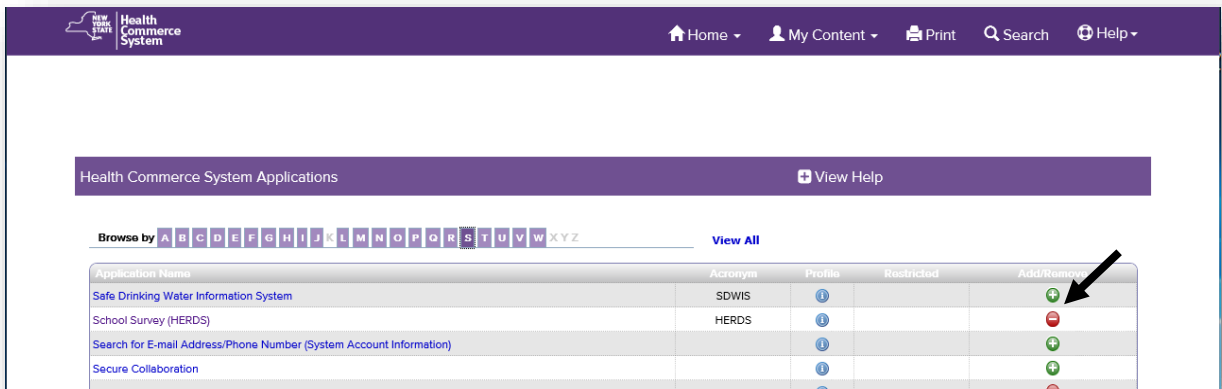 NEW YORK STATE Health Commerce System
Home My Content Print Search Help
Health Commerce System Applications View Help
Browse by A B C D E F G H I J K L M N O P Q R S T U V W X Y Z View All
Application Name Acronym Profile Restricted Add/Remove
Safe Drinking Water Information System SDWIS
School Survey (HERDS) HERDS
Search for E-mail Address/Phone Number (System Account Information)
Secure Collaboration